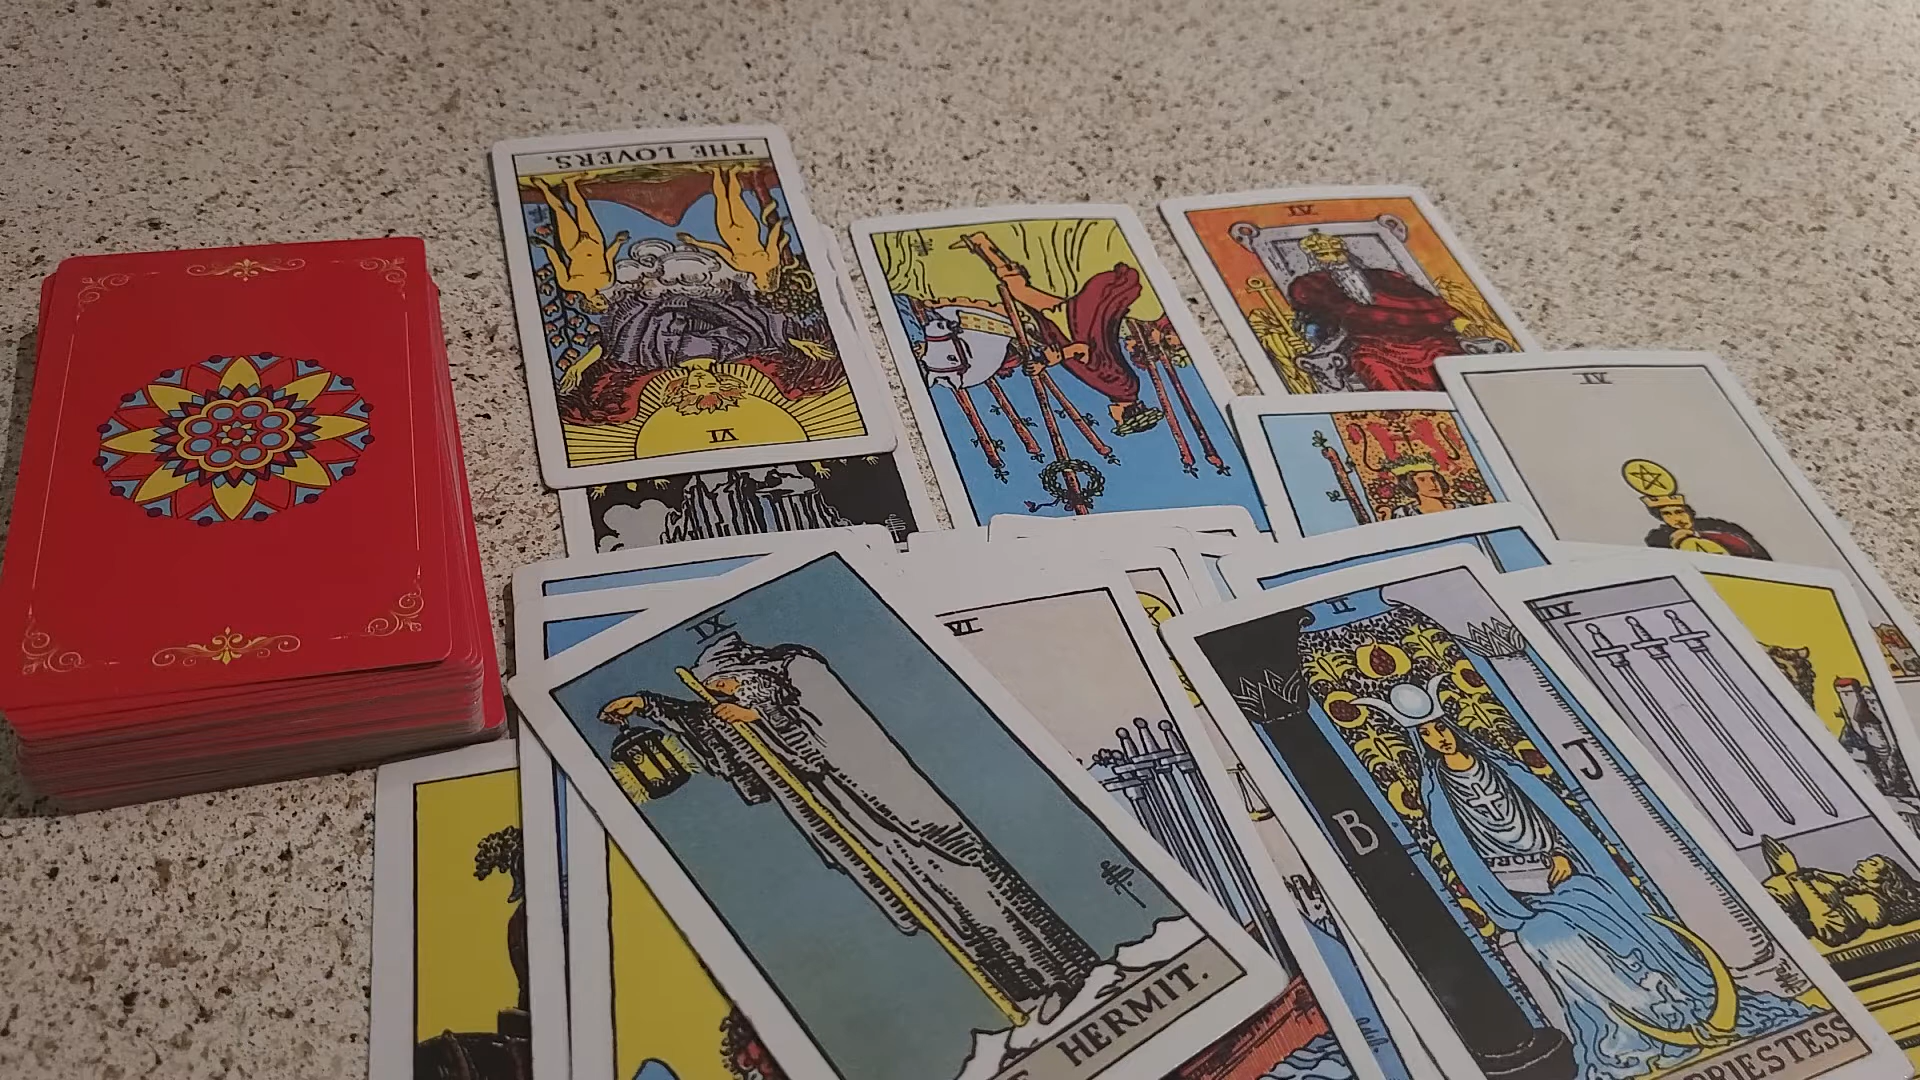 THE LOVERS.
VI
IV
IV
IX
VI
II
B
J
TORA
IV
HERMIT.
PRIESTESS